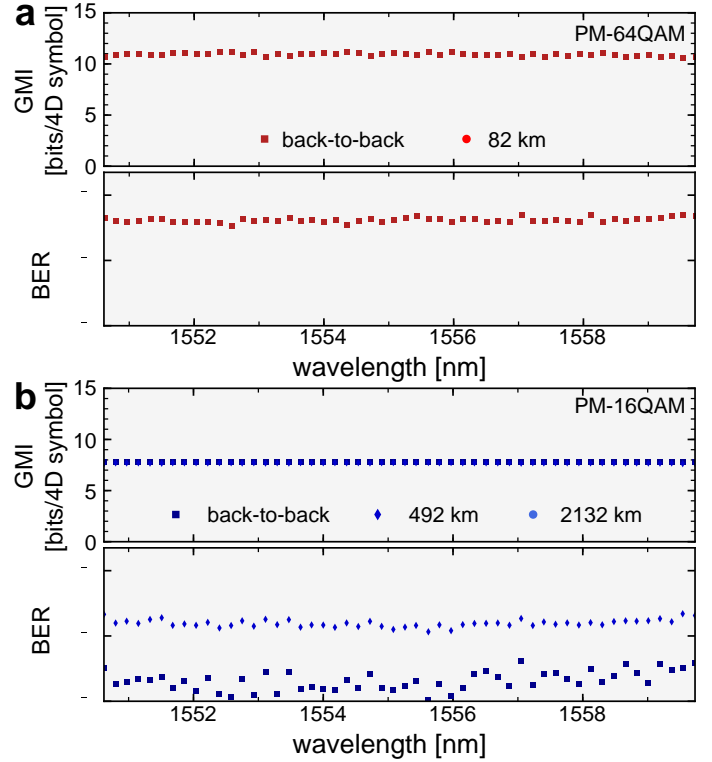 a
PM-64QAM
GMI
[bits/4D symbol]
15
10
5
0
back-to-back
82 km
BER
1552
1554
1556
1558
wavelength [nm]
b
PM-16QAM
GMI
[bits/4D symbol]
15
10
5
0
back-to-back
492 km
2132 km
BER
1552
1554
1556
1558
wavelength [nm]